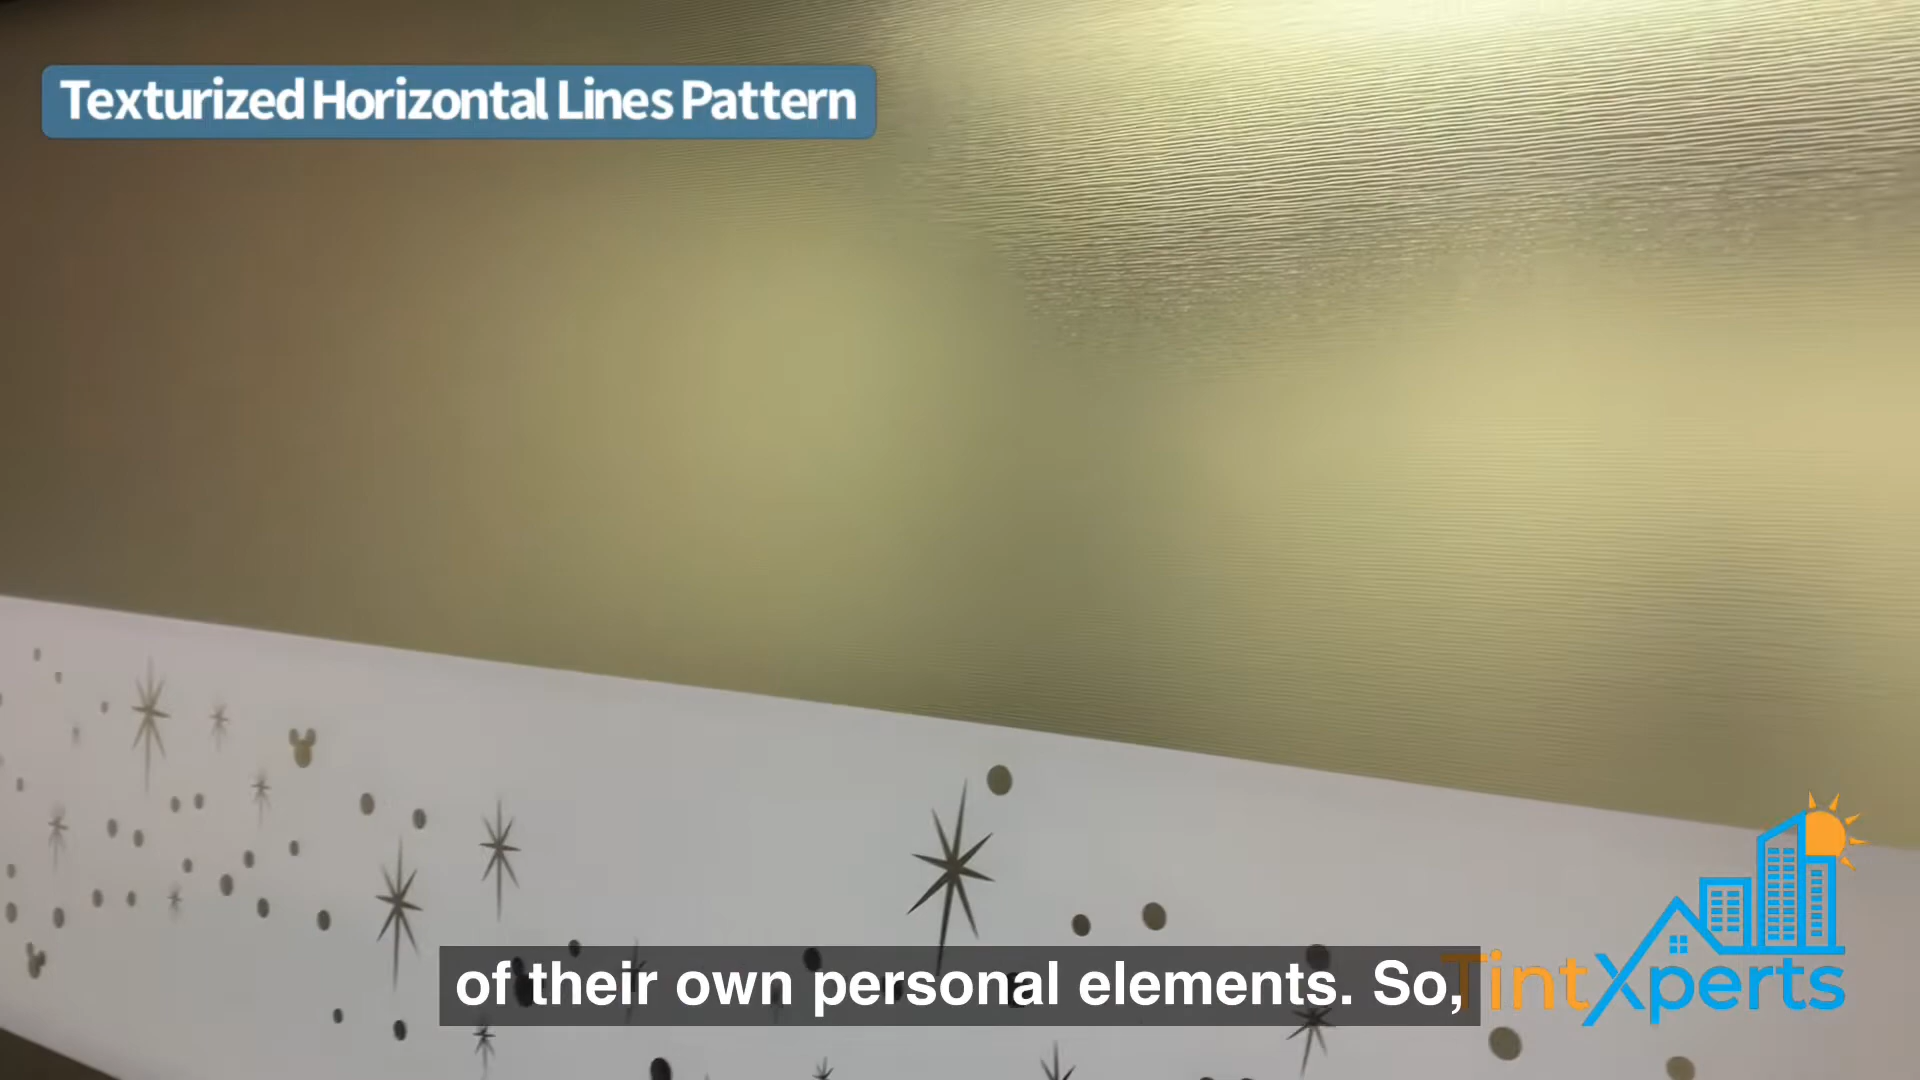 Texturized Horizontal Lines Pattern
of their own personal elements. So,
TintXperts